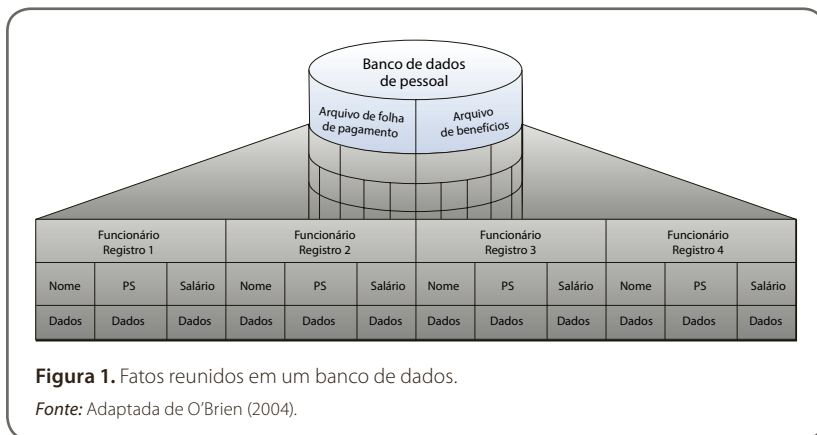 Banco de dados
de pessoal
Arquivo de folha
de pagamento
Arquivo
de benefícios
Funcionário
Registro 1
Funcionário
Registro 2
Funcionário
Registro 3
Funcionário
Registro 4
Nome PS Salário Nome PS Salário Nome PS Salário Nome PS Salário
Dados Dados Dados Dados Dados Dados Dados Dados Dados Dados Dados Dados
Figura 1. Fatos reunidos em um banco de dados.
Fonte: Adaptada de O’Brien (2004).